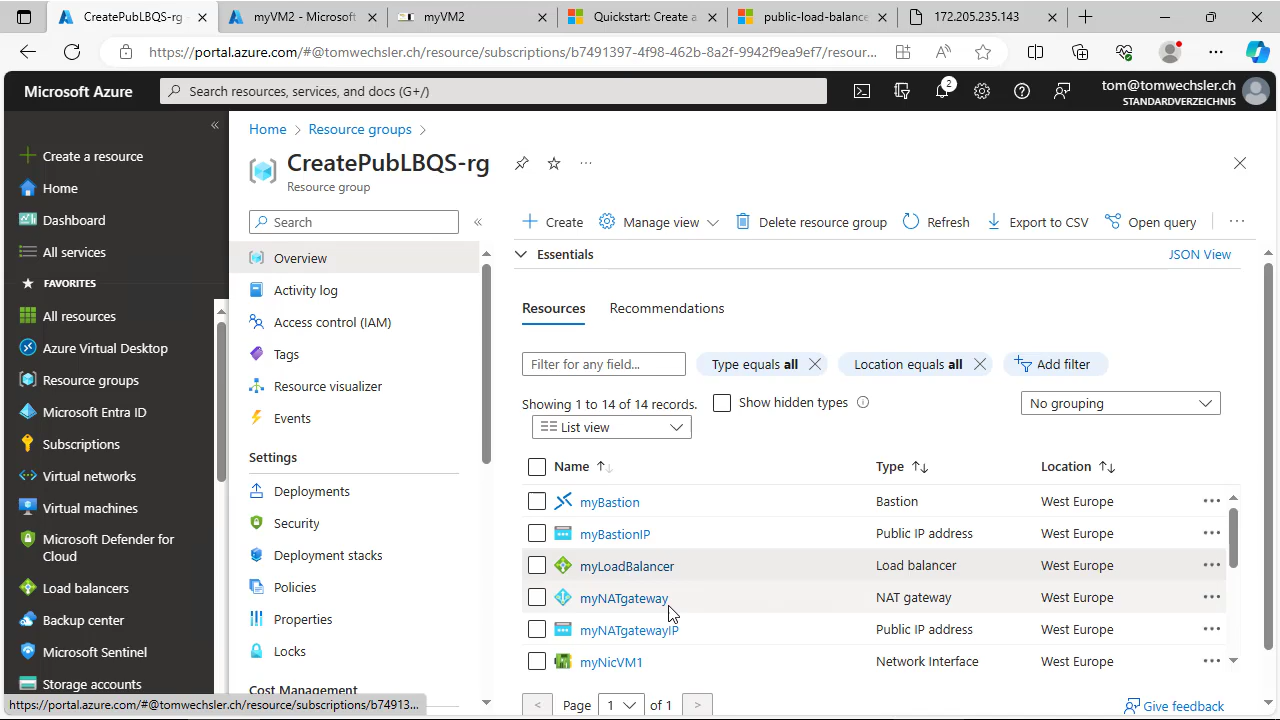 CreatePubLBQS-rg
myVM2 - Microsoft
myVM2
Quickstart: Create a
public-load-balance
172.205.235.143
https://portal.azure.com/#@tomwechsler.ch/resource/subscriptions/b7491397-4f98-462b-8a2f-9942f9ea9ef7/resour...
Microsoft Azure
Search resources, services, and docs (G+/)
2
tom@tomwechsler.ch
STANDARDVERZEICHNIS
Create a resource
Home
Dashboard
All services
FAVORITES
All resources
Azure Virtual Desktop
Resource groups
Microsoft Entra ID
Subscriptions
Virtual networks
Virtual machines
Microsoft Defender for
Cloud
Load balancers
Backup center
Microsoft Sentinel
Storage accounts
Home > Resource groups >
CreatePubLBQS-rg
Resource group
Search
Overview
Activity log
Access control (IAM)
Tags
Resource visualizer
Events
Settings
Deployments
Security
Deployment stacks
Policies
Properties
Locks
Cost Management
Create
Manage view
Delete resource group
Refresh
Export to CSV
Open query
Essentials
JSON View
Resources
Recommendations
Filter for any field...
Type equals all
Location equals all
Add filter
Showing 1 to 14 of 14 records.
Show hidden types
No grouping
List view
Name
Type
Location
myBastion Bastion West Europe
myBastionIP Public IP address West Europe
myLoadBalancer Load balancer West Europe
myNATgateway NAT gateway West Europe
myNATgatewayIP Public IP address West Europe
myNicVM1 Network Interface West Europe
< Page 1 of 1 >
Give feedback
https://portal.azure.com/#@tomwechsler.ch/resource/subscriptions/b74913...